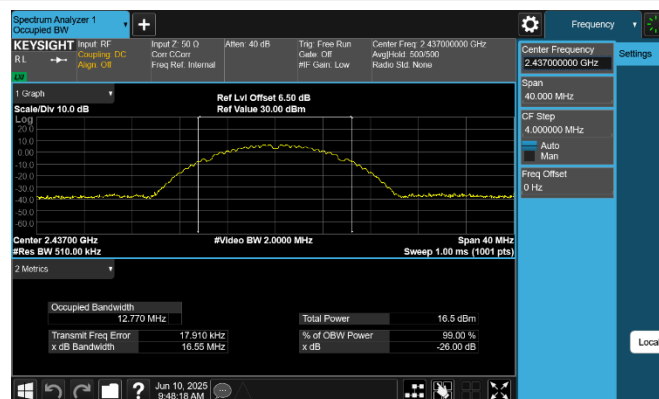 Spectrum Analyzer 1
Occupied BW
+
Frequency
KEYSIGHT Input: RF
RL
Coupling: DC
Align: Off
LVI
Input Z: 50 Ω
Corr CCorr
Freq Ref: Internal
Atten: 40 dB
Trig: Free Run
Gate: Off
#IF Gain: Low
Center Freq: 2.437000000 GHz
Avg|Hold: 500/500
Radio Std: None
Center Frequency
2.437000000 GHz
Settings
Span
40.000 MHz
CF Step
4.000000 MHz
Auto
Man
Freq Offset
0 Hz
1 Graph
Scale/Div 10.0 dB
Ref Lvl Offset 6.50 dB
Ref Value 30.00 dBm
Log
20.0
10.0
0.00
-10.0
-20.0
-30.0
-40.0
-50.0
-60.0
Center 2.43700 GHz
#Video BW 2.0000 MHz
Span 40 MHz
#Res BW 510.00 kHz
Sweep 1.00 ms (1001 pts)
2 Metrics
Occupied Bandwidth
12.770 MHz
Total Power 16.5 dBm
Transmit Freq Error 17.910 kHz
% of OBW Power 99.00 %
x dB Bandwidth 16.55 MHz
x dB -26.00 dB
Local
?
Jun 10, 2025
9:48:18 AM